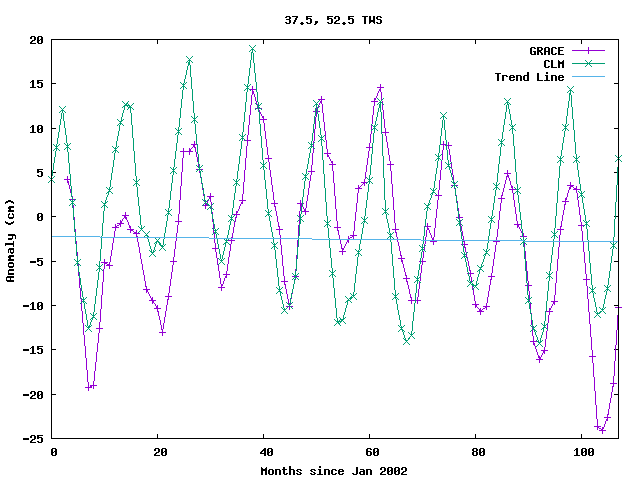 37.5, 52.5 TWS
GRACE
CLM
Trend Line
20
15
10
5
0
-5
-10
-15
-20
-25
Anomaly (cm)
0 20 40 60 80 100
Months since Jan 2002